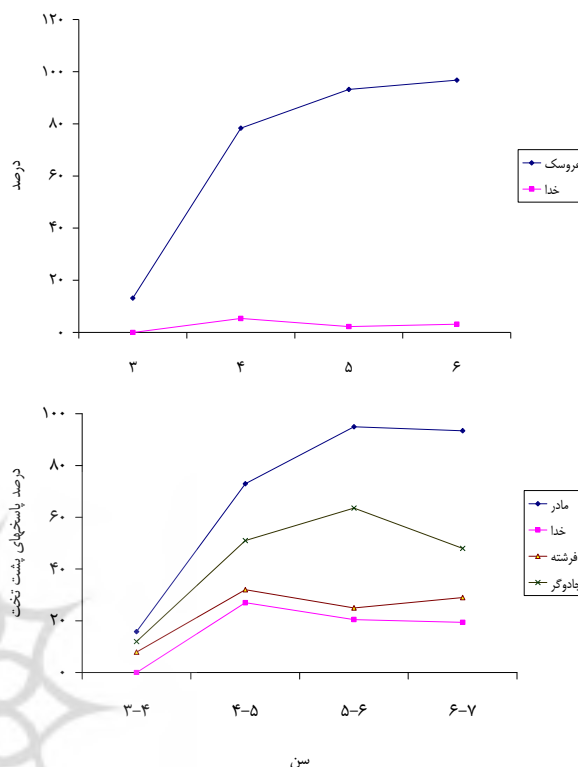 ۱۲۰
۱۰۰
۸۰
۶۰
۴۰
۲۰
۰
درصد
۳ ۴ ۵ ۶
عروسک
خدا
۱۰۰
۸۰
۶۰
۴۰
۲۰
۰
درصد پاسخهای پشت تخت
۳-۴ ۴-۵ ۵-۶ ۶-۷
سن
مادر
خدا
فرشته
جادوگر